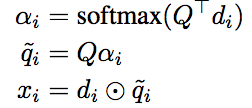 αᵢ = softmax(Q⊤dᵢ)
q̃ᵢ = Qαᵢ
xᵢ = dᵢ ⊙ q̃ᵢ